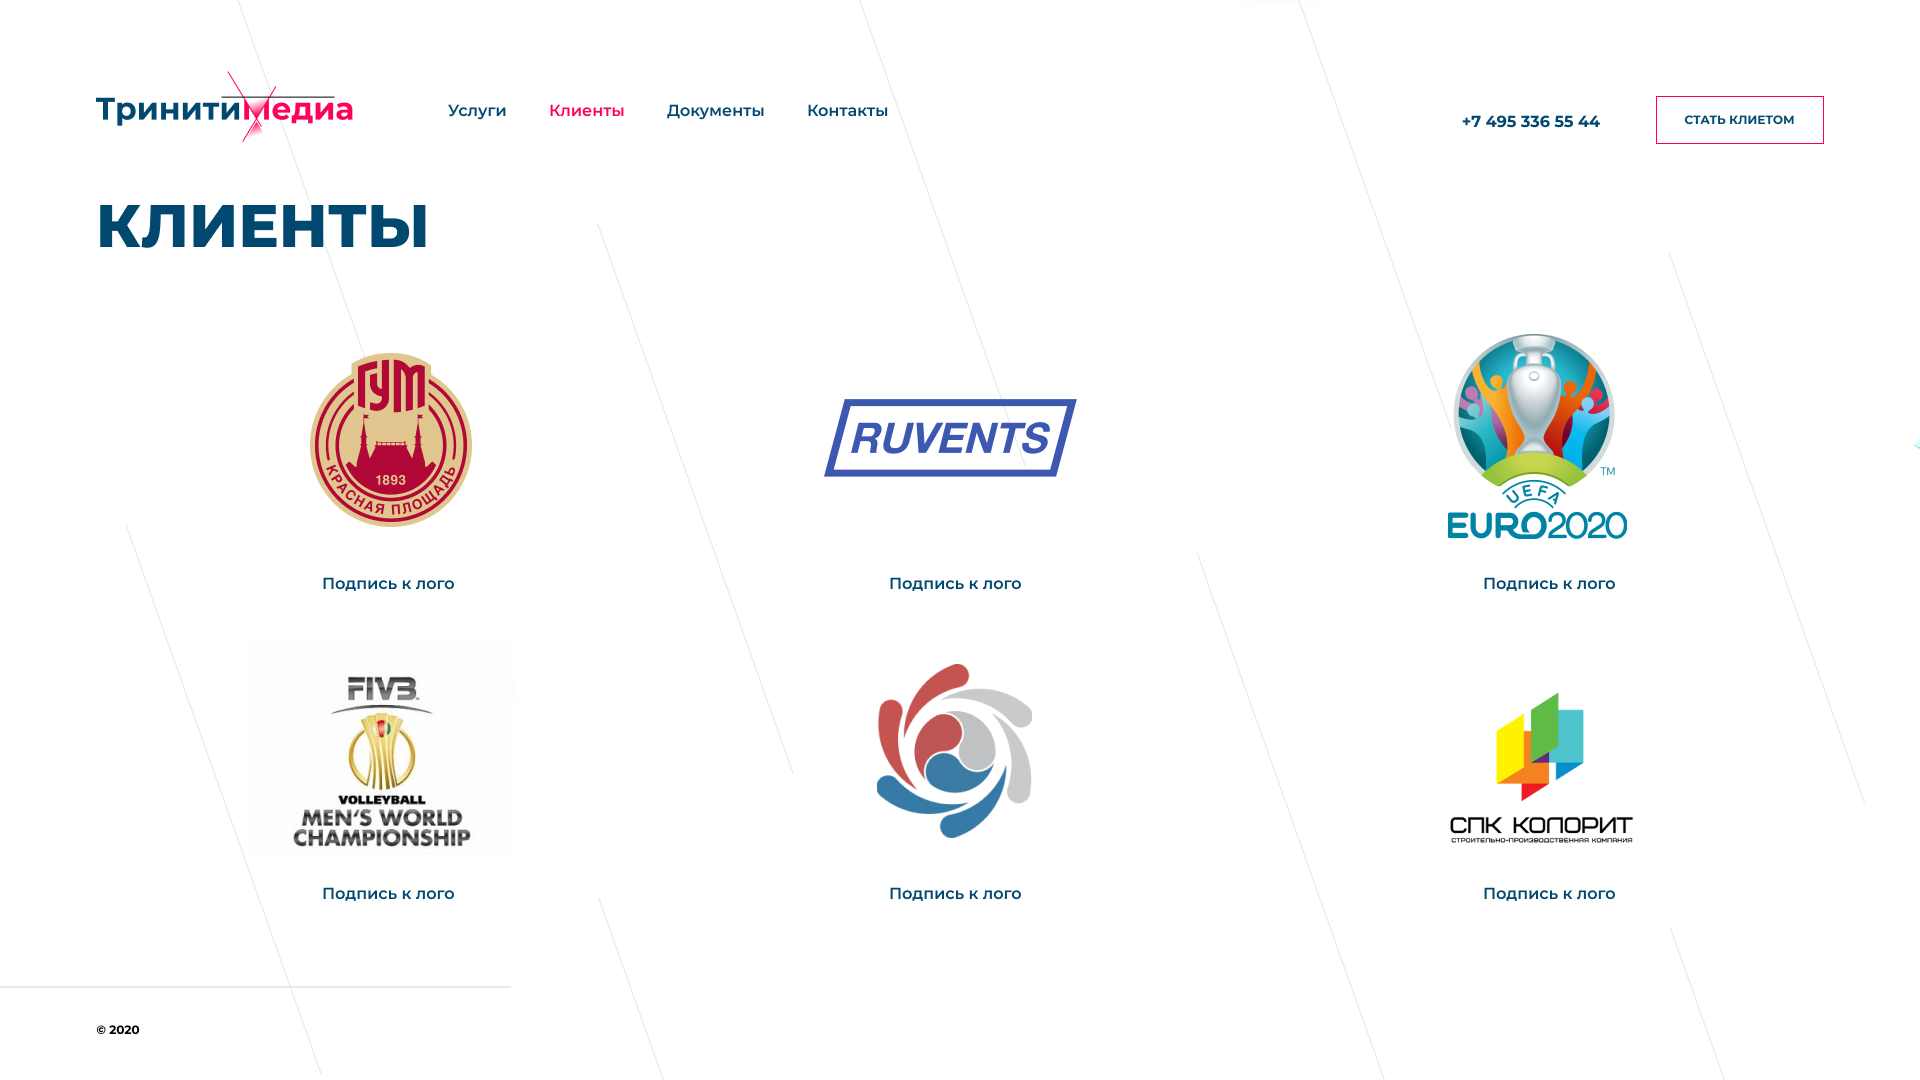 ТринитиМедиа
Услуги Клиенты Документы Контакты
+7 495 336 55 44
СТАТЬ КЛИЕТОМ
КЛИЕНТЫ
ГУМ
1893
КРАСНАЯ ПЛОЩАДЬ
RUVENTS
TM
UEFA
EURO2020
Подпись к лого
Подпись к лого
Подпись к лого
FIVB
VOLLEYBALL
MEN'S WORLD
CHAMPIONSHIP
СПК КОЛОРИТ
СТРОИТЕЛЬНО-ПРОИЗВОДСТВЕННАЯ КОМПАНИЯ
Подпись к лого
Подпись к лого
Подпись к лого
© 2020